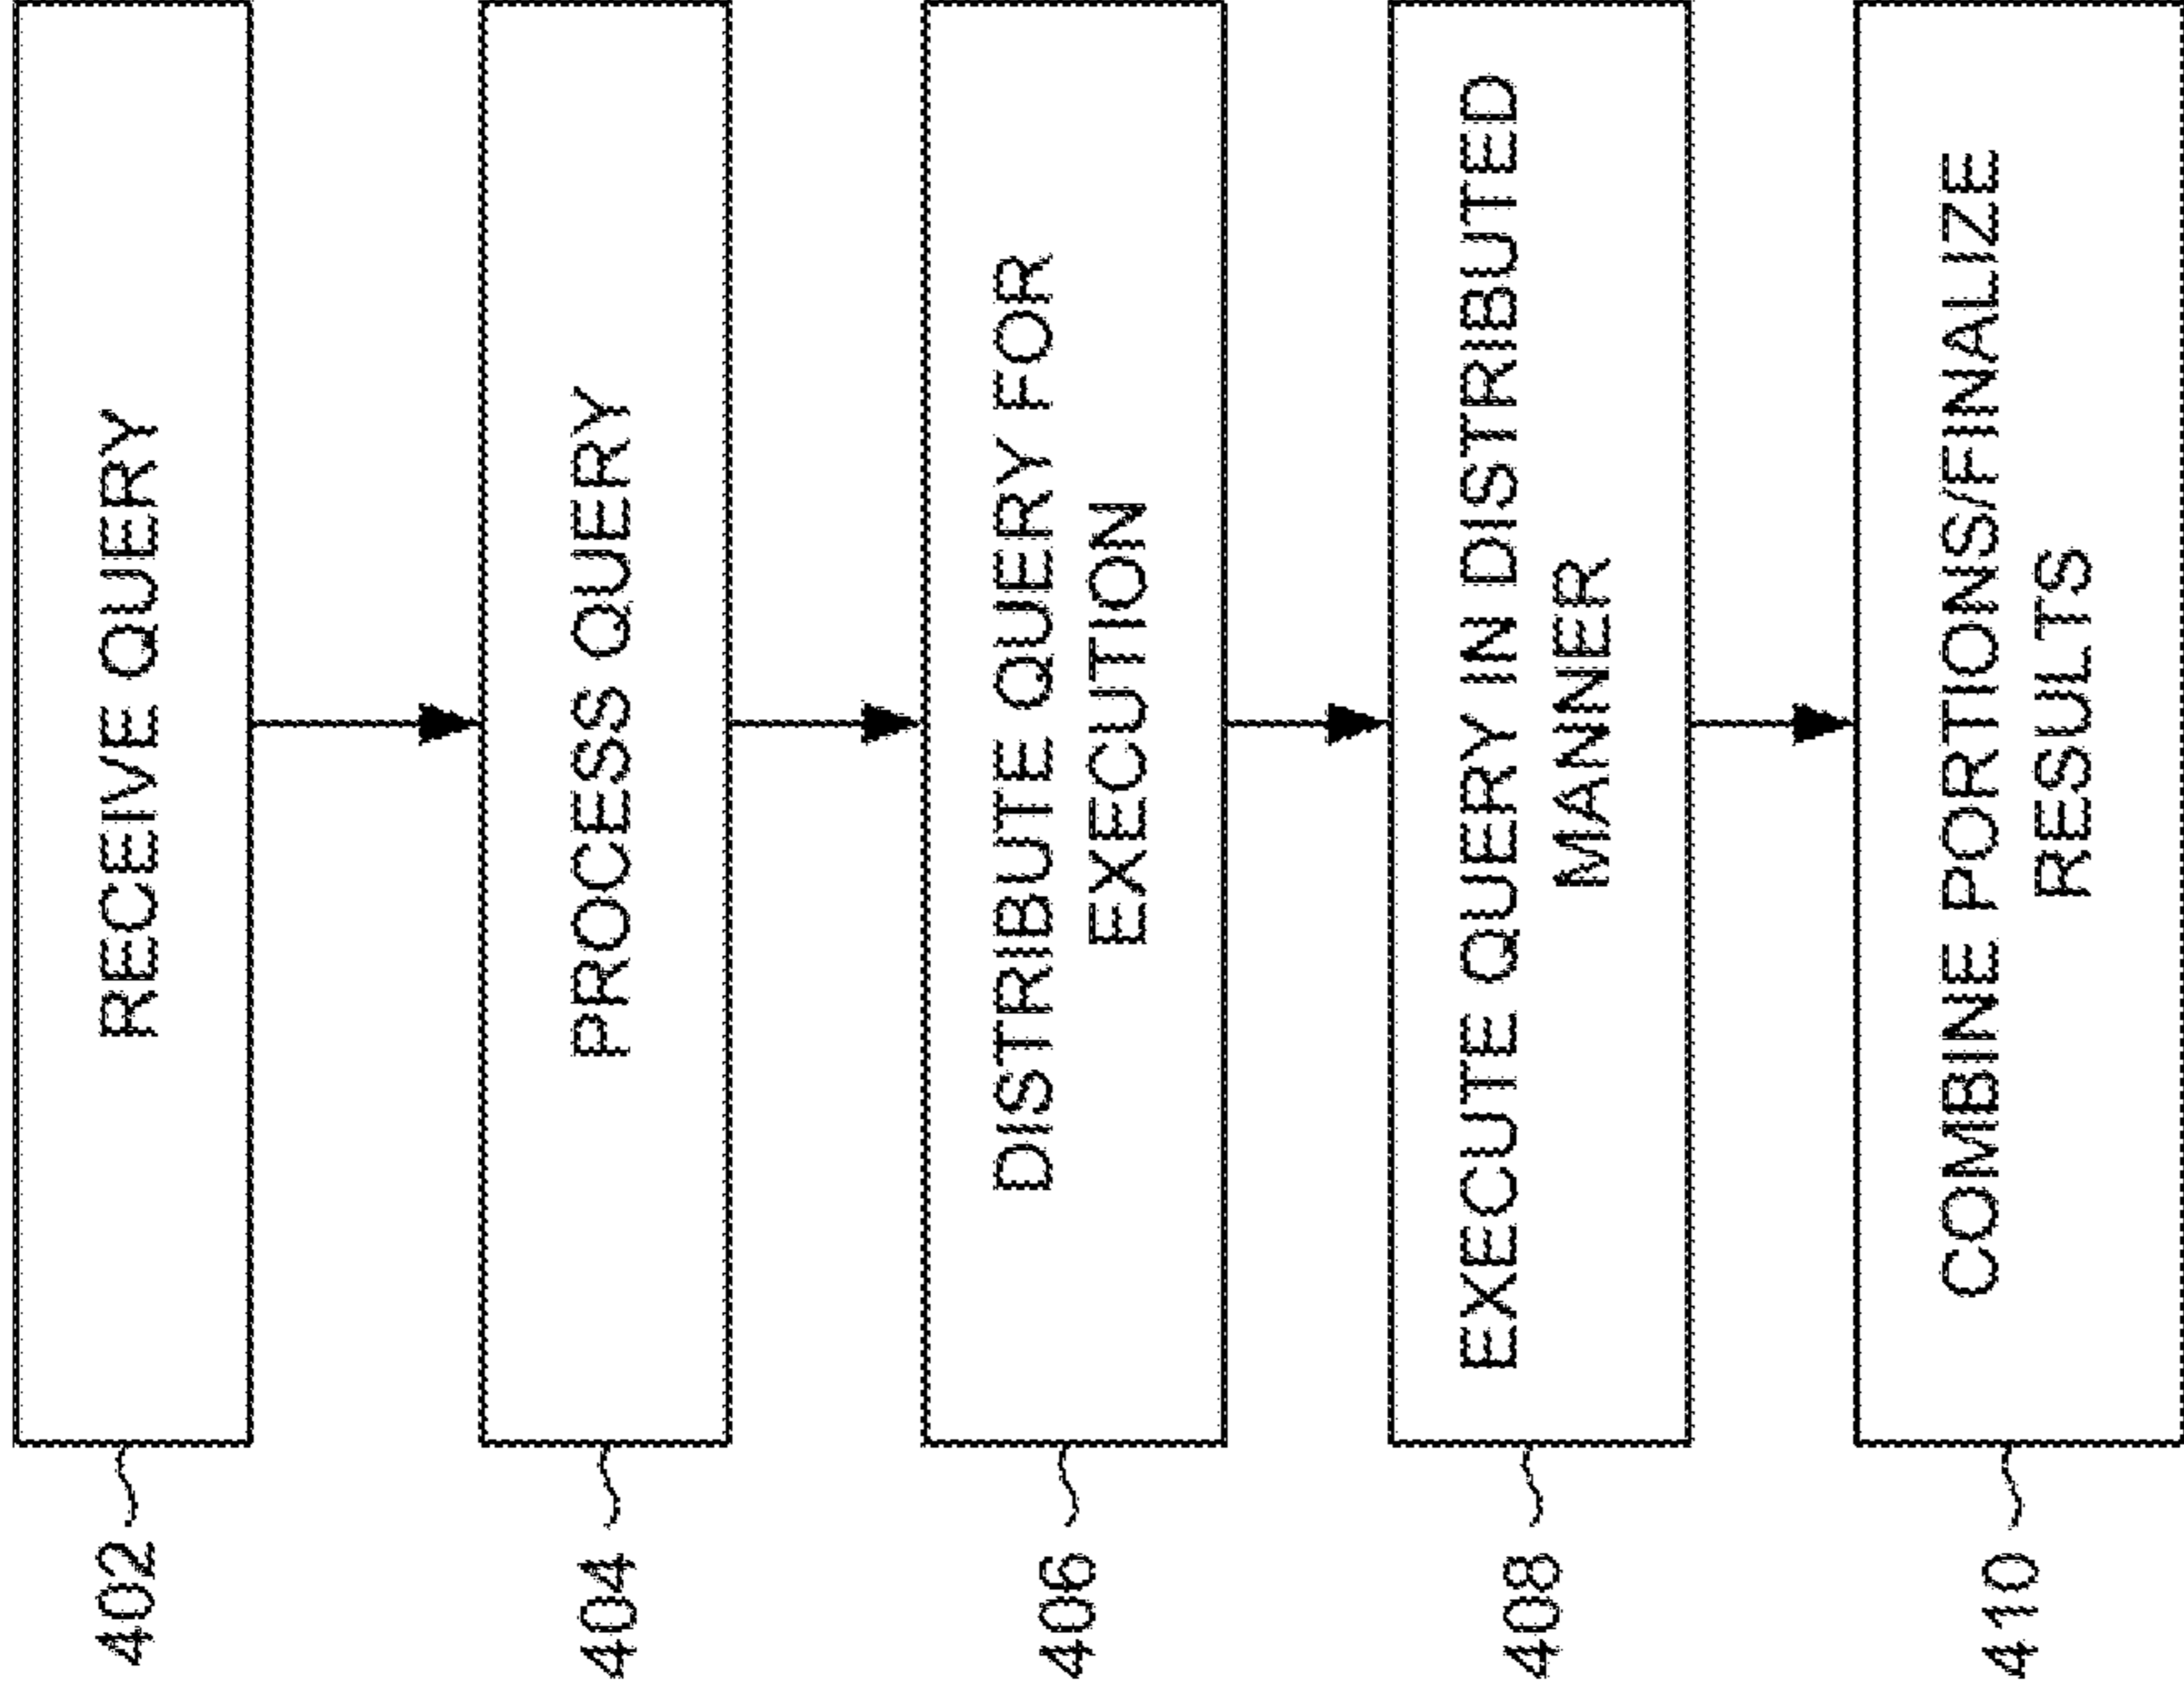 402
RECEIVE QUERY
404
PROCESS QUERY
406
DISTRIBUTE QUERY FOR
EXECUTION
408
EXECUTE QUERY IN DISTRIBUTED
MANNER
410
COMBINE PORTIONS/FINALIZE
RESULTS